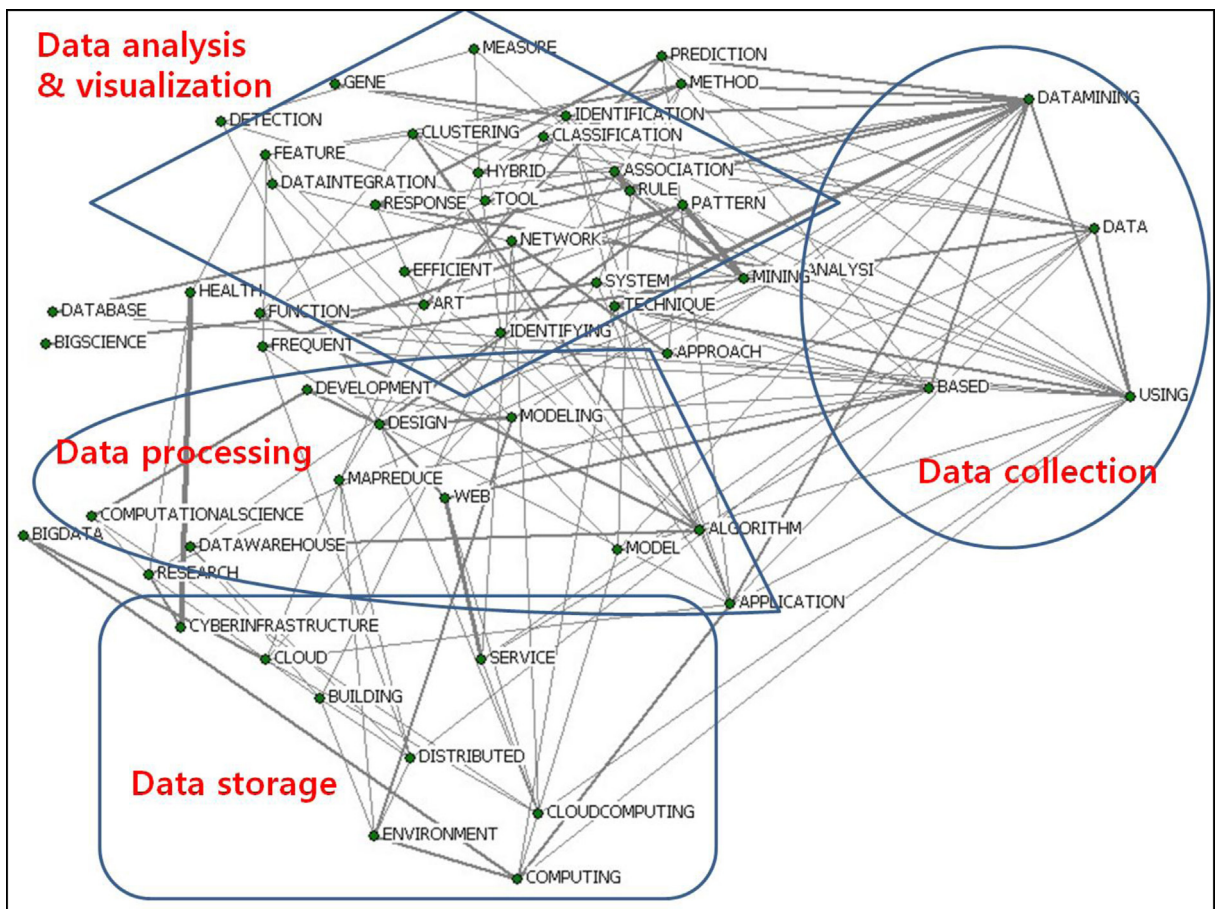 Data analysis
& visualization
MEASURE
PREDICTION
GENE
METHOD
DATAMINING
DETECTION
IDENTIFICATION
CLUSTERING
CLASSIFICATION
FEATURE
HYBRID
ASSOCIATION
DATAINTEGRATION
RULE
RESPONSE
TOOL
PATTERN
DATA
NETWORK
EFFICIENT
SYSTEM
MINING
ANALYSI
HEALTH
ART
TECHNIQUE
DATABASE
FUNCTION
IDENTIFYING
BIGSCIENCE
FREQUENT
APPROACH
DEVELOPMENT
BASED
USING
DESIGN
MODELING
Data processing
Data collection
MAPREDUCE
WEB
COMPUTATIONALSCIENCE
BIGDATA
ALGORITHM
DATAWAREHOUSE
MODEL
RESEARCH
APPLICATION
CYBERINFRASTRUCTURE
CLOUD
SERVICE
BUILDING
DISTRIBUTED
Data storage
CLOUDCOMPUTING
ENVIRONMENT
COMPUTING